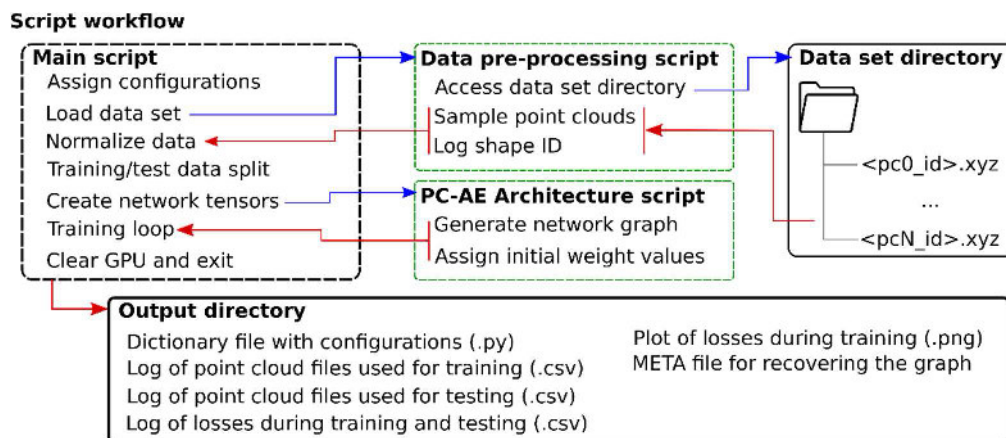 Script workflow
Main script
Assign configurations
Load data set
Normalize data
Training/test data split
Create network tensors
Training loop
Clear GPU and exit
Data pre-processing script
Access data set directory
Sample point clouds
Log shape ID
PC-AE Architecture script
Generate network graph
Assign initial weight values
Data set directory
<pc0_id>.xyz
...
<pcN_id>.xyz
Output directory
Dictionary file with configurations (.py)
Log of point cloud files used for training (.csv)
Log of point cloud files used for testing (.csv)
Log of losses during training and testing (.csv)
Plot of losses during training (.png)
META file for recovering the graph